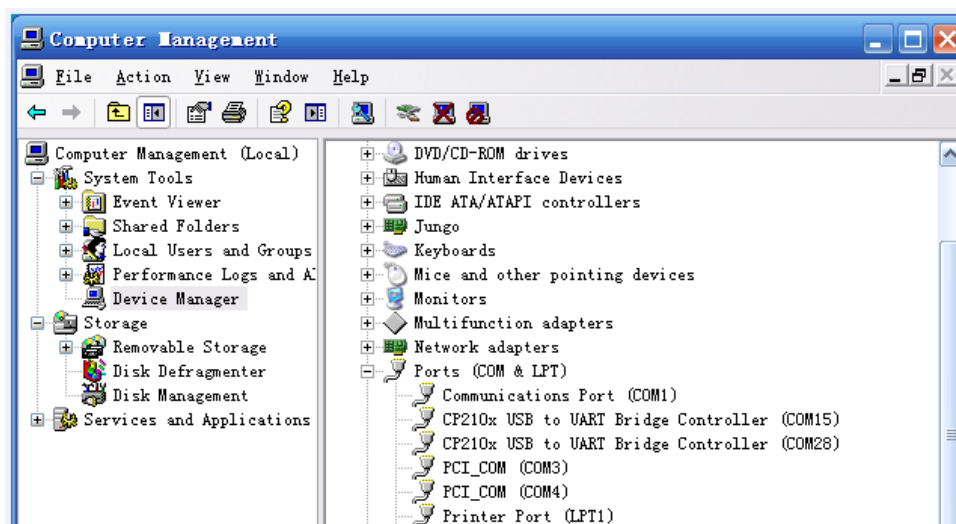 Computer Management
File Action View Window Help
Computer Management (Local)
System Tools
Event Viewer
Shared Folders
Local Users and Groups
Performance Logs and Al
Device Manager
Storage
Removable Storage
Disk Defragmenter
Disk Management
Services and Applications
DVD/CD-ROM drives
Human Interface Devices
IDE ATA/ATAPI controllers
Jungo
Keyboards
Mice and other pointing devices
Monitors
Multifunction adapters
Network adapters
Ports (COM & LPT)
Communications Port (COM1)
CP210x USB to UART Bridge Controller (COM15)
CP210x USB to UART Bridge Controller (COM28)
PCI_COM (COM3)
PCI_COM (COM4)
Printer Port (LPT1)